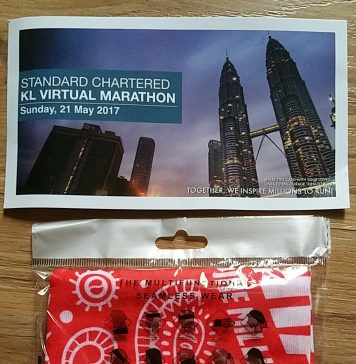 STANDARD CHARTERED
KL VIRTUAL MARATHON
Sunday, 21 May 2017
TOGETHER, WE INSPIRE MILLIONS TO RUN!
THE MULTIFUNCTIONAL
SEAMLESS WEAR